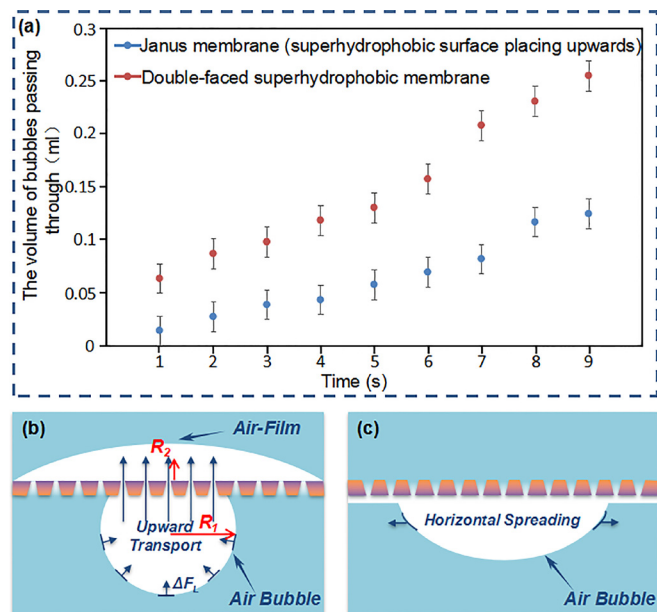 (a)
0.3
Janus membrane (superhydrophobic surface placing upwards)
Double-faced superhydrophobic membrane
0.25
0.2
0.15
0.1
0.05
0
The volume of bubbles passing
through (ml)
1 2 3 4 5 6 7 8 9
Time (s)
(b)
Air-Film
R2
Upward
Transport
R1
ΔFL
Air Bubble
(c)
Horizontal Spreading
Air Bubble